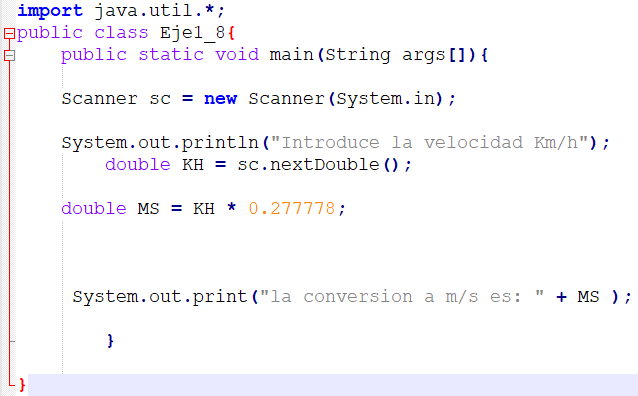 import java.util.*;
public class Eje1_8{
public static void main(String args[]){
Scanner sc = new Scanner(System.in);
System.out.println("Introduce la velocidad Km/h");
double KH = sc.nextDouble();
double MS = KH * 0.277778;
System.out.print("la conversion a m/s es: " + MS );
}
}